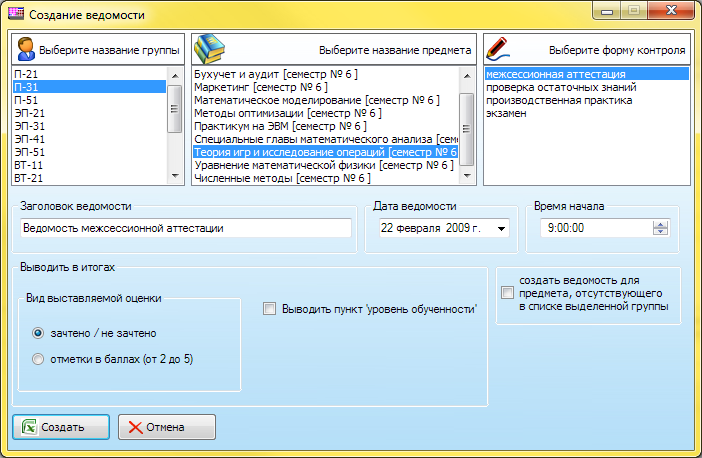 Создание ведомости
Выберите название группы
П-21
П-31
П-51
ЭП-21
ЭП-31
ЭП-41
ЭП-51
ВТ-11
ВТ-21
Выберите название предмета
Бухучет и аудит [семестр № 6 ]
Маркетинг [семестр № 6 ]
Математическое моделирование [семестр № 6 ]
Методы оптимизации [семестр № 6 ]
Практикум на ЭВМ [семестр № 6 ]
Специальные главы математического анализа [семе
Теория игр и исследование операций [семестр № 6
Уравнение математической физики [семестр № 6 ]
Численные методы [семестр № 6 ]
Выберите форму контроля
межсессионная аттестация
проверка остаточных знаний
производственная практика
экзамен
Заголовок ведомости
Ведомость межсессионной аттестации
Дата ведомости
22 февраля 2009 г.
Время начала
9:00:00
Выводить в итогах
Вид выставляемой оценки
зачтено / не зачтено
отметки в баллах (от 2 до 5)
Выводить пункт 'уровень обученности'
создать ведомость для
предмета, отсутствующего
в списке выделенной группы
Создать
Отмена